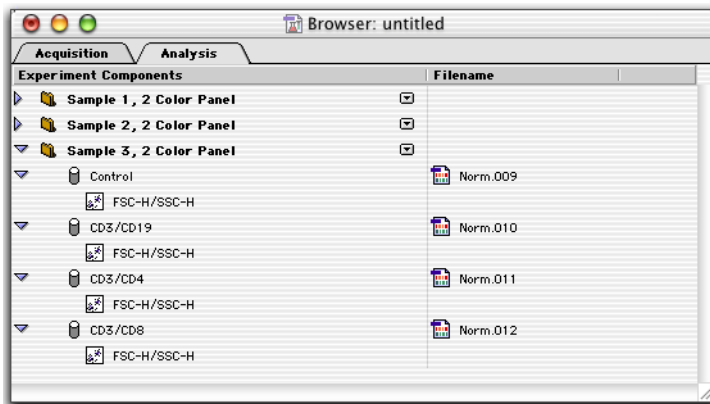 Browser: untitled
Acquisition Analysis
Experiment Components Filename
Sample 1, 2 Color Panel
Sample 2, 2 Color Panel
Sample 3, 2 Color Panel
Control Norm.009
FSC-H/SSC-H
CD3/CD19 Norm.010
FSC-H/SSC-H
CD3/CD4 Norm.011
FSC-H/SSC-H
CD3/CD8 Norm.012
FSC-H/SSC-H